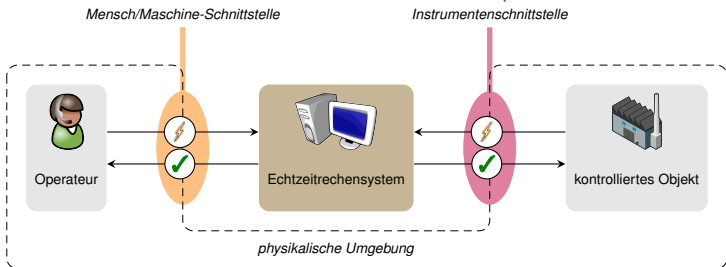 Mensch/Maschine-Schnittstelle
Instrumentenschnittstelle
Operateur
Echtzeitrechensystem
kontrolliertes Objekt
physikalische Umgebung